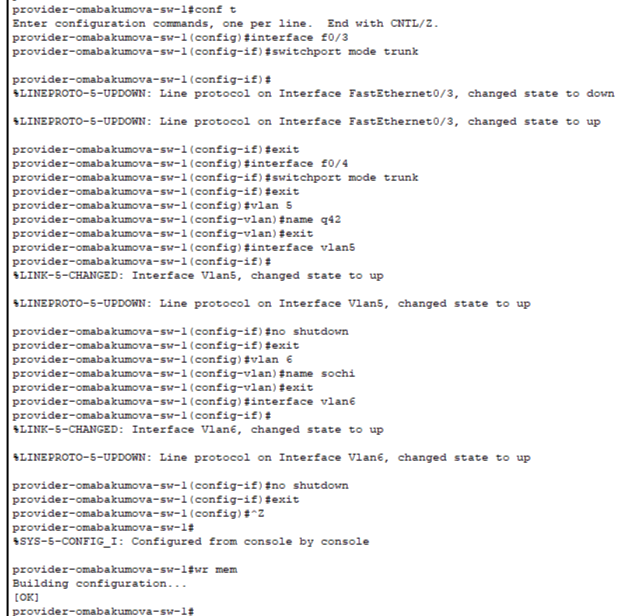 provider-omabakumova-sw-1#conf t
Enter configuration commands, one per line.  End with CNTL/Z.
provider-omabakumova-sw-1(config)#interface f0/3
provider-omabakumova-sw-1(config-if)#switchport mode trunk
provider-omabakumova-sw-1(config-if)#
%LINEPROTO-5-UPDOWN: Line protocol on Interface FastEthernet0/3, changed state to down
%LINEPROTO-5-UPDOWN: Line protocol on Interface FastEthernet0/3, changed state to up
provider-omabakumova-sw-1(config-if)#exit
provider-omabakumova-sw-1(config)#interface f0/4
provider-omabakumova-sw-1(config-if)#switchport mode trunk
provider-omabakumova-sw-1(config-if)#exit
provider-omabakumova-sw-1(config)#vlan 5
provider-omabakumova-sw-1(config-vlan)#name q42
provider-omabakumova-sw-1(config-vlan)#exit
provider-omabakumova-sw-1(config)#interface vlan5
provider-omabakumova-sw-1(config-if)#
%LINK-5-CHANGED: Interface Vlan5, changed state to up
%LINEPROTO-5-UPDOWN: Line protocol on Interface Vlan5, changed state to up
provider-omabakumova-sw-1(config-if)#no shutdown
provider-omabakumova-sw-1(config-if)#exit
provider-omabakumova-sw-1(config)#vlan 6
provider-omabakumova-sw-1(config-vlan)#name sochi
provider-omabakumova-sw-1(config-vlan)#exit
provider-omabakumova-sw-1(config)#interface vlan6
provider-omabakumova-sw-1(config-if)#
%LINK-5-CHANGED: Interface Vlan6, changed state to up
%LINEPROTO-5-UPDOWN: Line protocol on Interface Vlan6, changed state to up
provider-omabakumova-sw-1(config-if)#no shutdown
provider-omabakumova-sw-1(config-if)#exit
provider-omabakumova-sw-1(config)#^Z
provider-omabakumova-sw-1#
%SYS-5-CONFIG_I: Configured from console by console
provider-omabakumova-sw-1#wr mem
Building configuration...
[OK]
provider-omabakumova-sw-1#